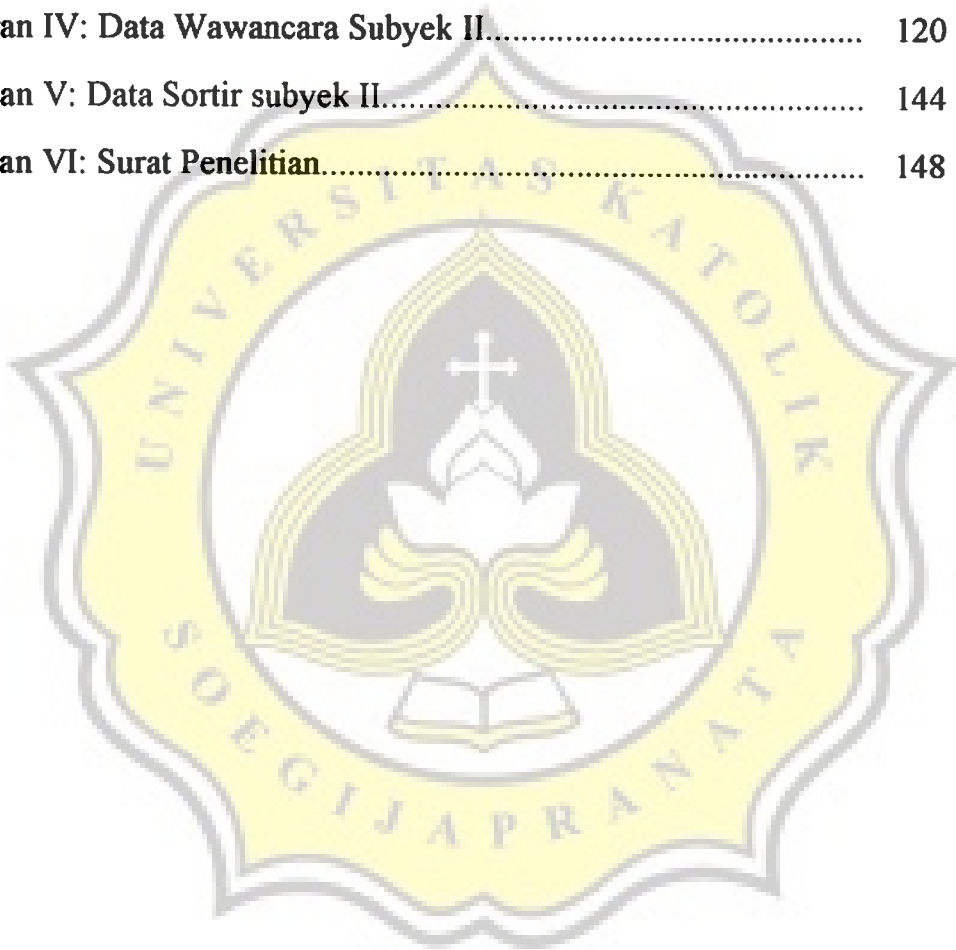 an IV: Data Wawancara Subyek II........................................ 120
an V: Data Sortir subyek II.................................................. 144
an VI: Surat Penelitian......................................................... 148
UNIVERSITAS KATOLIK
SOEGIJAPRANATA